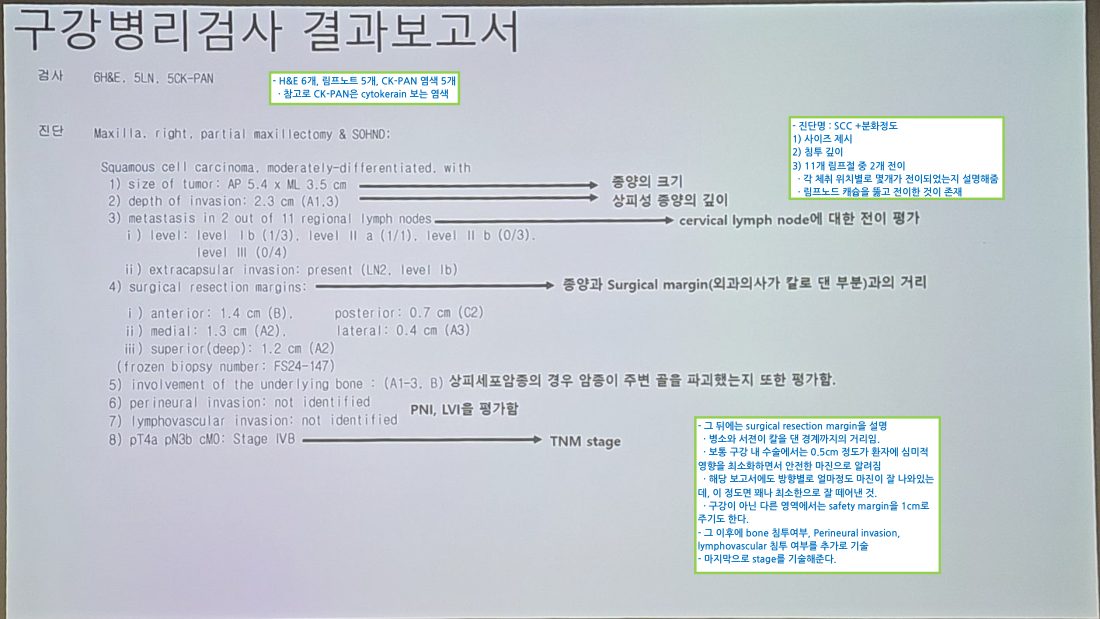 구강병리검사 결과보고서
검사 6H&E, 5LN, 5CK-PAN
- H&E 6개, 림프노트 5개, CK-PAN 염색 5개
· 참고로 CK-PAN은 cytokerain 보는 염색
진단 Maxilla, right, partial maxillectomy & SOHND:
- 진단명 : SCC +분화정도
1) 사이즈 제시
2) 침투 깊이
3) 11개 림프절 중 2개 전이
· 각 체취 위치별로 몇개가 전이되었는지 설명해줌
· 림프노드 캡슐을 뚫고 전이한 것이 존재
Squamous cell carcinoma, moderately-differentiated, with
1) size of tumor: AP 5.4 x ML 3.5 cm 종양의 크기
2) depth of invasion: 2.3 cm (A1,3) 상피성 종양의 깊이
3) metastasis in 2 out of 11 regional lymph nodes cervical lymph node에 대한 전이 평가
i) level: level Ib (1/3), level II a (1/1), level II b (0/3),
level III (0/4)
ii) extracapsular invasion: present (LN2, level Ib)
4) surgical resection margins: 종양과 Surgical margin(외과의사가 칼로 댄 부분)과의 거리
i) anterior: 1.4 cm (B), posterior: 0.7 cm (C2)
ii) medial: 1.3 cm (A2), lateral: 0.4 cm (A3)
iii) superior(deep): 1.2 cm (A2)
(frozen biopsy number: FS24-147)
5) involvement of the underlying bone : (A1-3, B) 상피세포암종의 경우 암종이 주변 골을 파괴했는지 또한 평가함.
6) perineural invasion: not identified
7) lymphovascular invasion: not identified
PNI, LVI을 평가함
8) pT4a pN3b cM0: Stage IVB TNM stage
- 그 뒤에는 surgical resection margin을 설명
· 병소와 서젼이 칼을 댄 경계까지의 거리임.
· 보통 구강 내 수술에서는 0.5cm 정도가 환자에 심미적
영향을 최소화하면서 안전한 마진으로 알려짐
· 해당 보고서에도 방향별로 얼마정도 마진이 잘 나와있는
데, 이 정도면 꽤나 최소한으로 잘 떼어낸 것.
· 구강이 아닌 다른 영역에서는 safety margin을 1cm로
주기도 한다.
- 그 이후에 bone 침투여부, Perineural invasion,
lymphovascular 침투 여부를 추가로 기술
- 마지막으로 stage를 기술해준다.